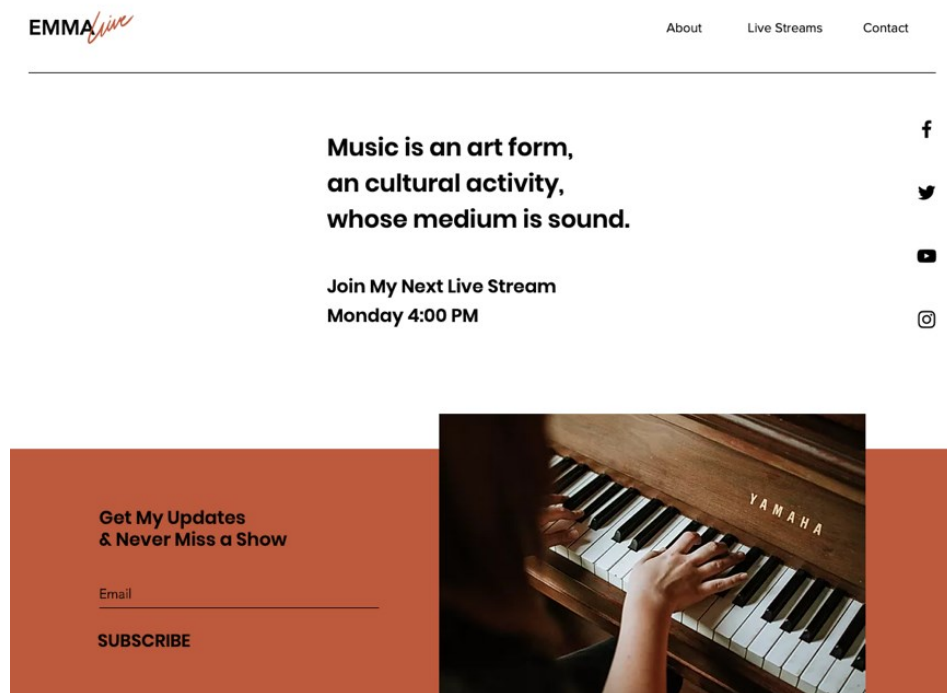 EMMA Live
About
Live Streams
Contact
Music is an art form,
an cultural activity,
whose medium is sound.
Join My Next Live Stream
Monday 4:00 PM
Get My Updates
& Never Miss a Show
Email
SUBSCRIBE
YAMAHA